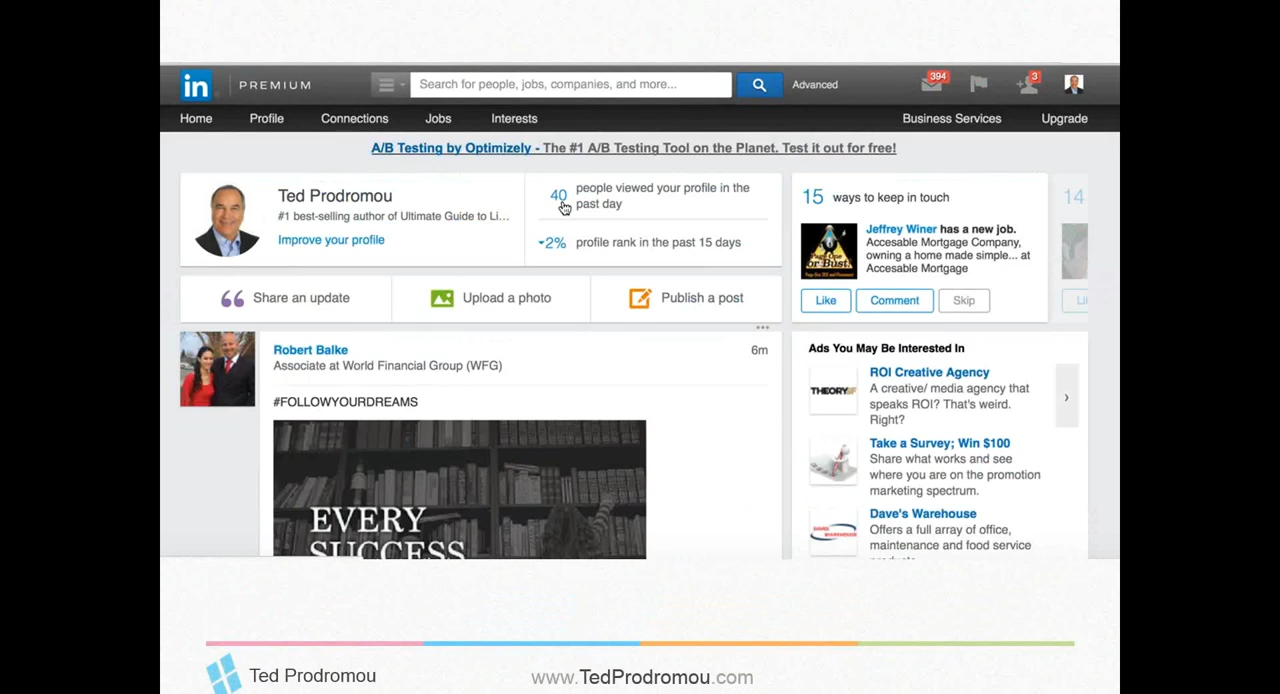 in PREMIUM Search for people, jobs, companies, and more... Advanced 394 3
Home Profile Connections Jobs Interests Business Services Upgrade
A/B Testing by Optimizely - The #1 A/B Testing Tool on the Planet. Test it out for free!
Ted Prodromou
#1 best-selling author of Ultimate Guide to Li...
Improve your profile
40 people viewed your profile in the
past day
2% profile rank in the past 15 days
15 ways to keep in touch
14
Jeffrey Winer has a new job.
Accesable Mortgage Company,
owning a home made simple... at
Accesable Mortgage
Like Comment Skip
Share an update Upload a photo Publish a post
Robert Balke 6m
Associate at World Financial Group (WFG)
#FOLLOWYOURDREAMS
EVERY
SUCCESS
Ads You May Be Interested In
ROI Creative Agency
A creative/ media agency that
speaks ROI? That's weird.
Right?
Take a Survey; Win $100
Share what works and see
where you are on the promotion
marketing spectrum.
Dave's Warehouse
Offers a full array of office,
maintenance and food service
Ted Prodromou www.TedProdromou.com